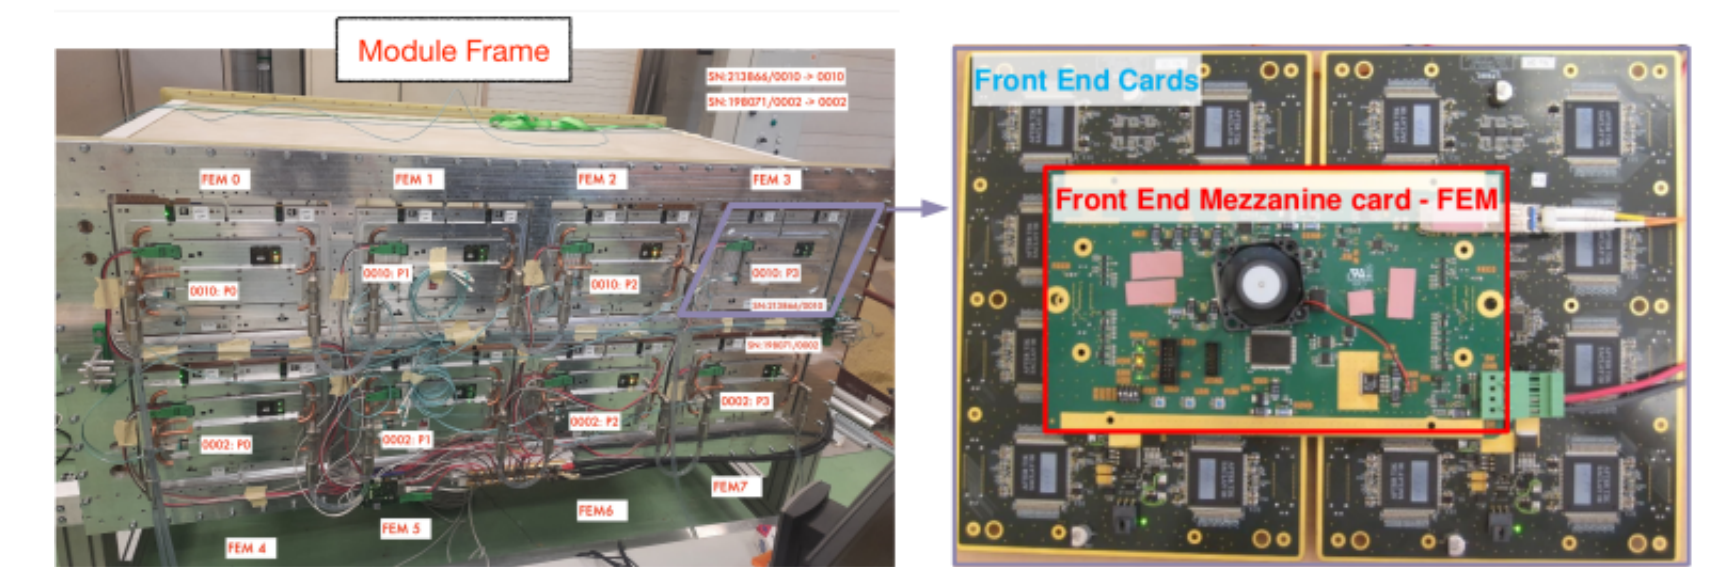 Module Frame
SN:213866/0010 -> 0010
SN:198071/0002 -> 0002
FEM 0
FEM 1
FEM 2
FEM 3
0010: P0
0010: P1
0010: P2
0010: P3
SN:213866/0010
SN:198071/0002
0002: P0
0002: P1
0002: P2
0002: P3
FEM 4
FEM 5
FEM6
FEM7
Front End Cards
Front End Mezzanine card - FEM